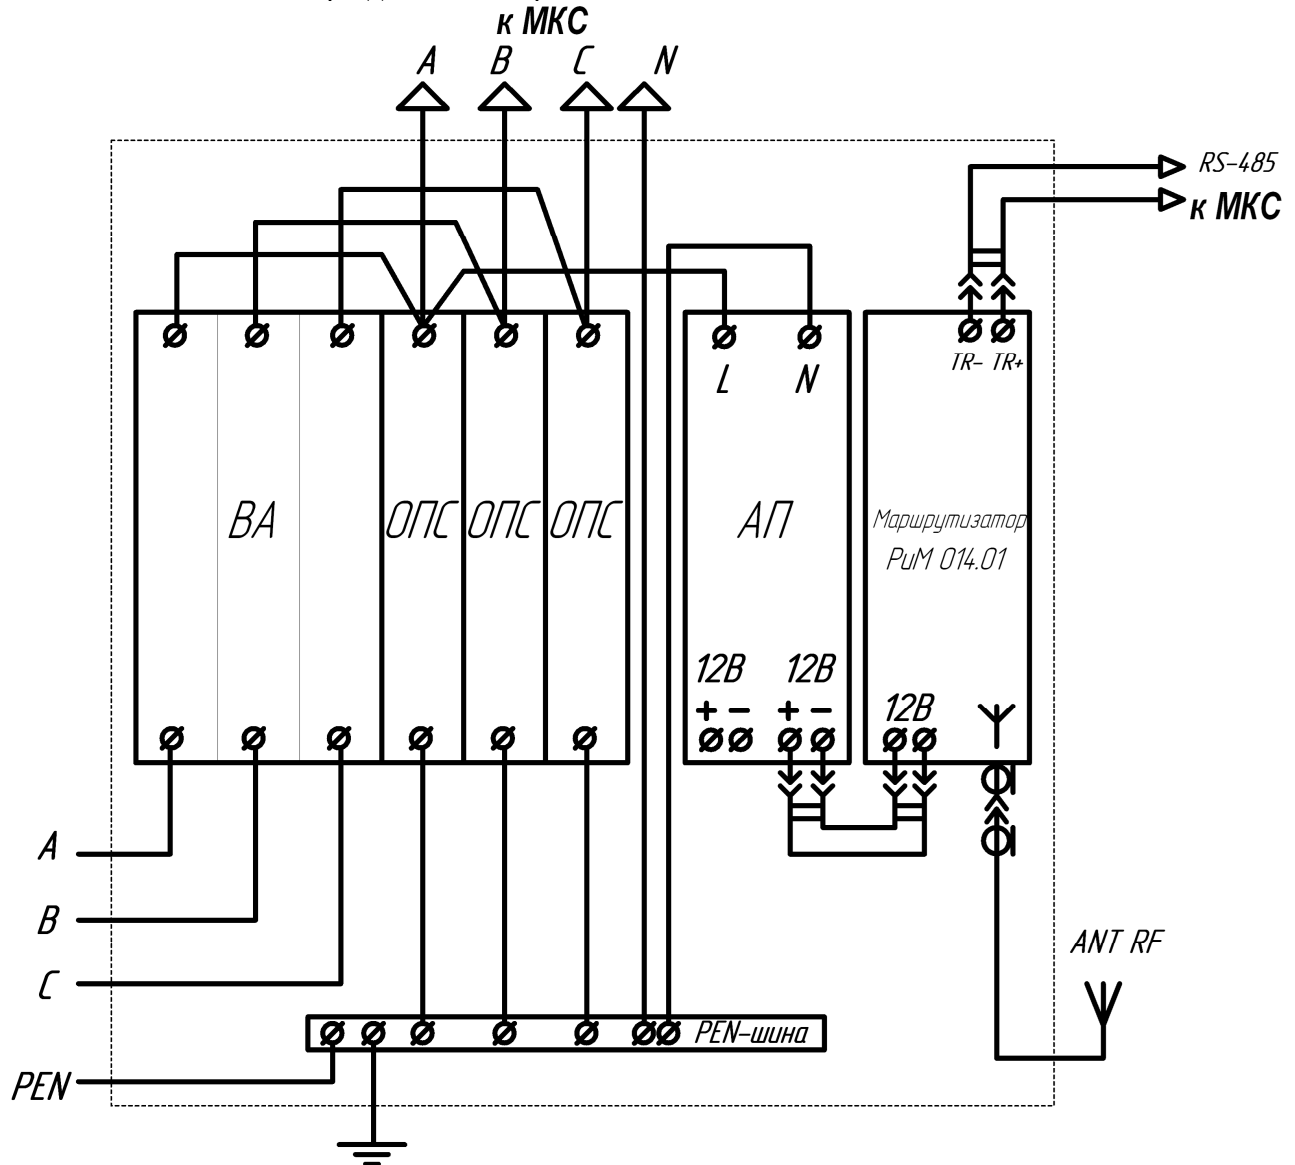 к МКС
A B C N
RS-485
к МКС
TR- TR+
L N
ВА ОПС ОПС ОПС АП
Маршрутизатор
РиМ 014.01
12В 12В
+ - + -
12В
A
B
C
ANT RF
PEN-шина
PEN